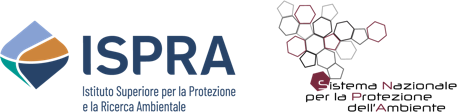 ISPRA
Istituto Superiore per la Protezione
e la Ricerca Ambientale
Sistema Nazionale
per la Protezione
dell'Ambiente